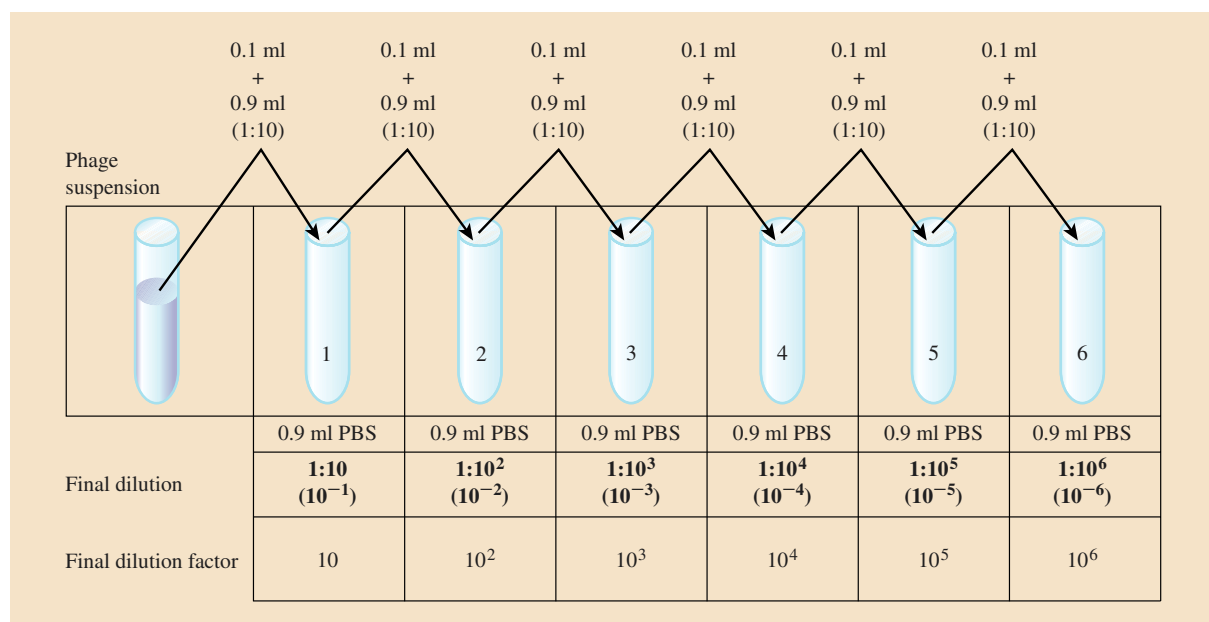 0.1 ml 0.1 ml 0.1 ml 0.1 ml 0.1 ml 0.1 ml
+ + + + + +
0.9 ml 0.9 ml 0.9 ml 0.9 ml 0.9 ml 0.9 ml
(1:10) (1:10) (1:10) (1:10) (1:10) (1:10)
Phage
suspension
1 2 3 4 5 6
0.9 ml PBS 0.9 ml PBS 0.9 ml PBS 0.9 ml PBS 0.9 ml PBS 0.9 ml PBS
Final dilution
1:10 1:10² 1:10³ 1:10⁴ 1:10⁵ 1:10⁶
(10⁻¹) (10⁻²) (10⁻³) (10⁻⁴) (10⁻⁵) (10⁻⁶)
Final dilution factor 10 10² 10³ 10⁴ 10⁵ 10⁶